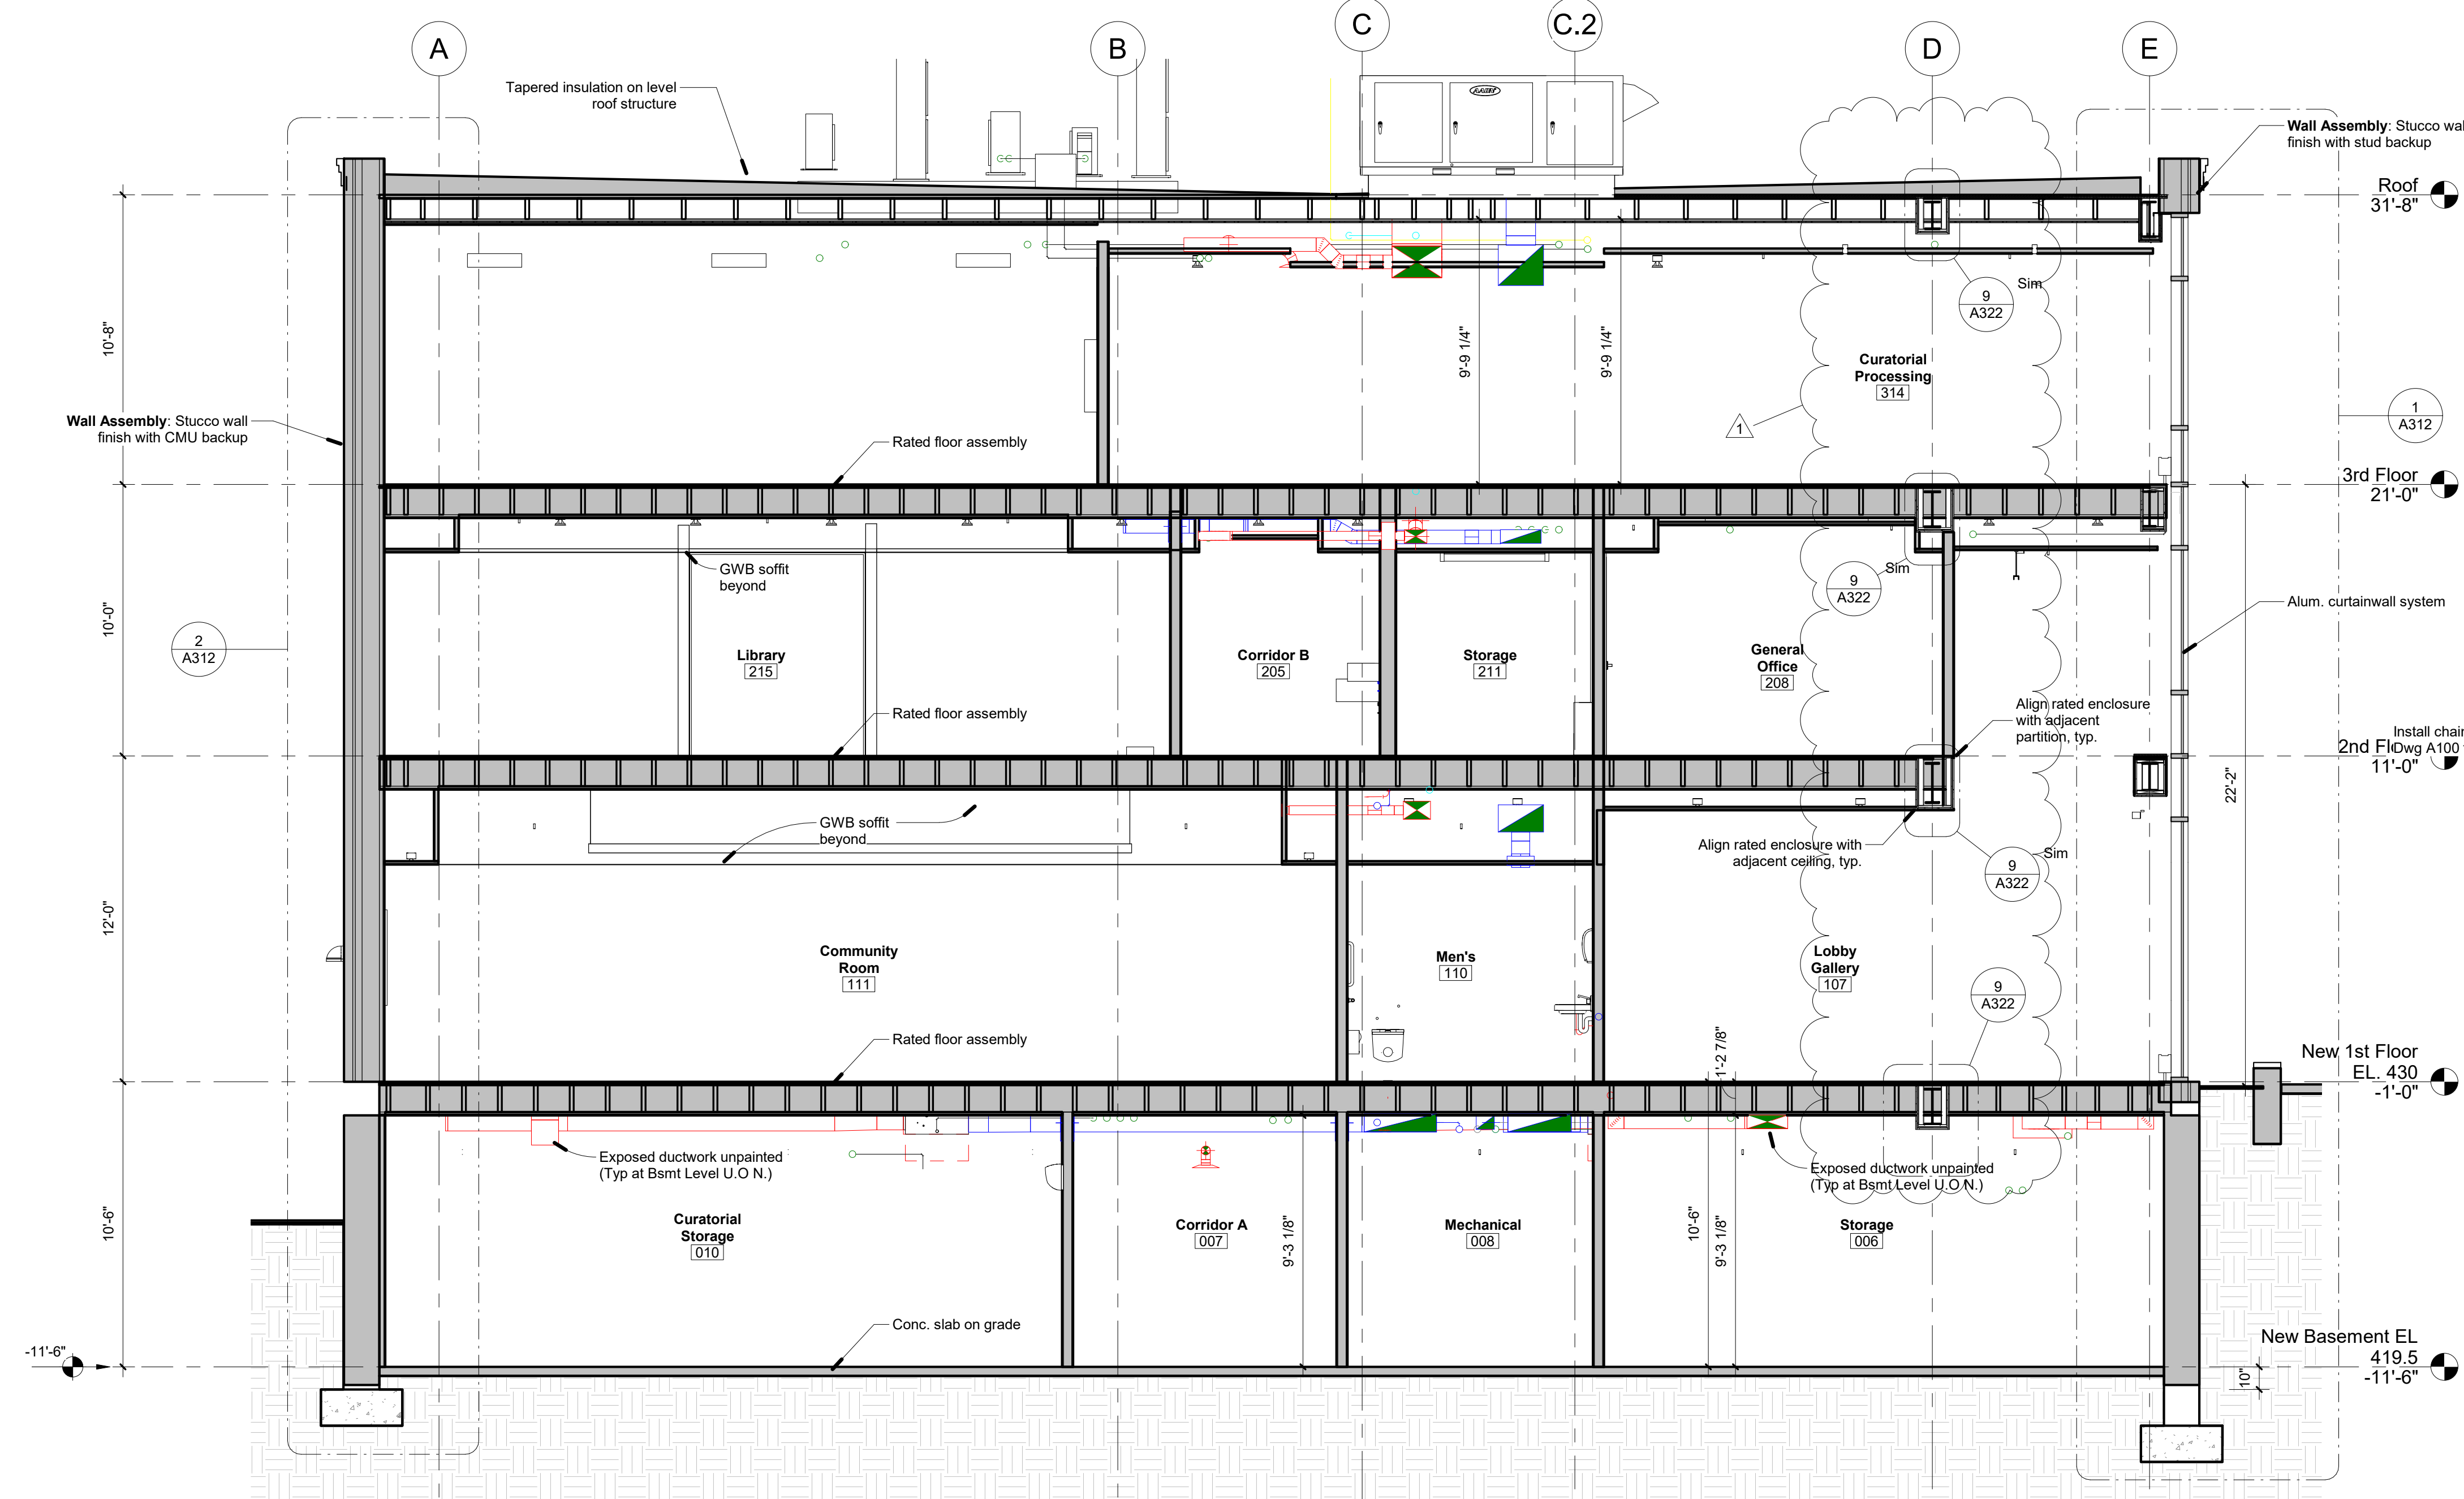 A
B
C
C.2
D
E
Tapered insulation on level
roof structure
AAON
Wall Assembly: Stucco wal
finish with stud backup
Roof
31'-8"
9
A322
Sim
10'-8"
9'-9 1/4"
9'-9 1/4"
Curatorial
Processing
314
1
1
A312
Wall Assembly: Stucco wall
finish with CMU backup
Rated floor assembly
3rd Floor
21'-0"
GWB soffit
beyond
9
A322
Sim
Alum. curtainwall system
10'-0"
2
A312
Library
215
Corridor B
205
Storage
211
General
Office
208
Align rated enclosure
with adjacent
partition, typ.
Rated floor assembly
Install chain
Dwg A100
2nd Fl
11'-0"
22'-2"
GWB soffit
beyond
Align rated enclosure with
adjacent ceiling, typ.
9
A322
Sim
12'-0"
Community
Room
111
Men's
110
Lobby
Gallery
107
9
A322
Rated floor assembly
1'-2 7/8"
New 1st Floor
EL. 430
-1'-0"
Exposed ductwork unpainted
(Typ at Bsmt Level U.O N.)
Exposed ductwork unpainted
(Typ at Bsmt Level U.O N.)
10'-6"
Curatorial
Storage
010
Corridor A
007
9'-3 1/8"
Mechanical
008
10'-6"
9'-3 1/8"
Storage
006
Conc. slab on grade
-11'-6"
New Basement EL
419.5
-11'-6"
10"